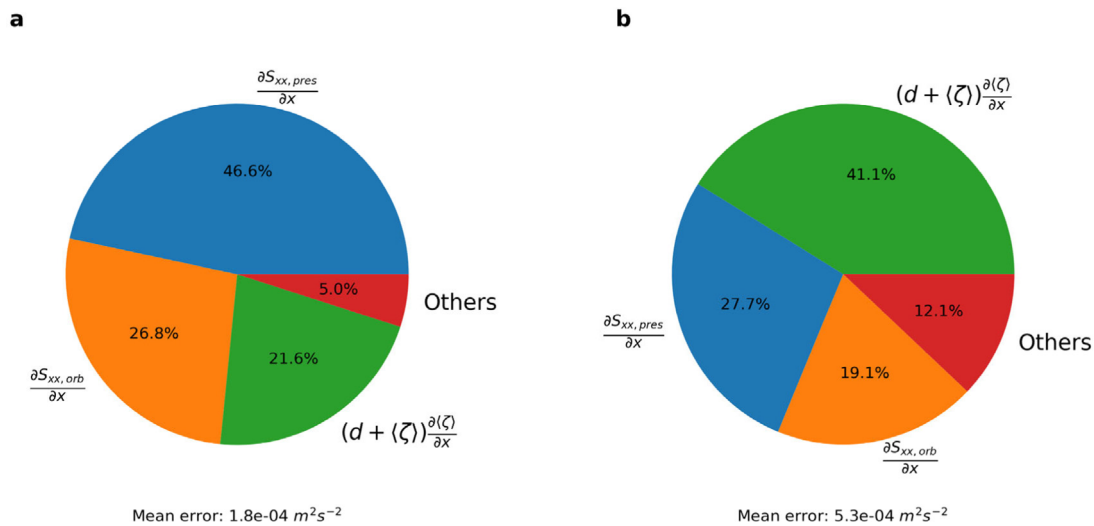 a
b
∂S_{xx, pres}/∂x
46.6%
26.8%
21.6%
5.0%
Others
∂S_{xx, orb}/∂x
(d + ⟨ζ⟩) ∂⟨ζ⟩/∂x
Mean error: 1.8e-04 m²s⁻²
(d + ⟨ζ⟩) ∂⟨ζ⟩/∂x
41.1%
27.7%
19.1%
12.1%
Others
∂S_{xx, pres}/∂x
∂S_{xx, orb}/∂x
Mean error: 5.3e-04 m²s⁻²